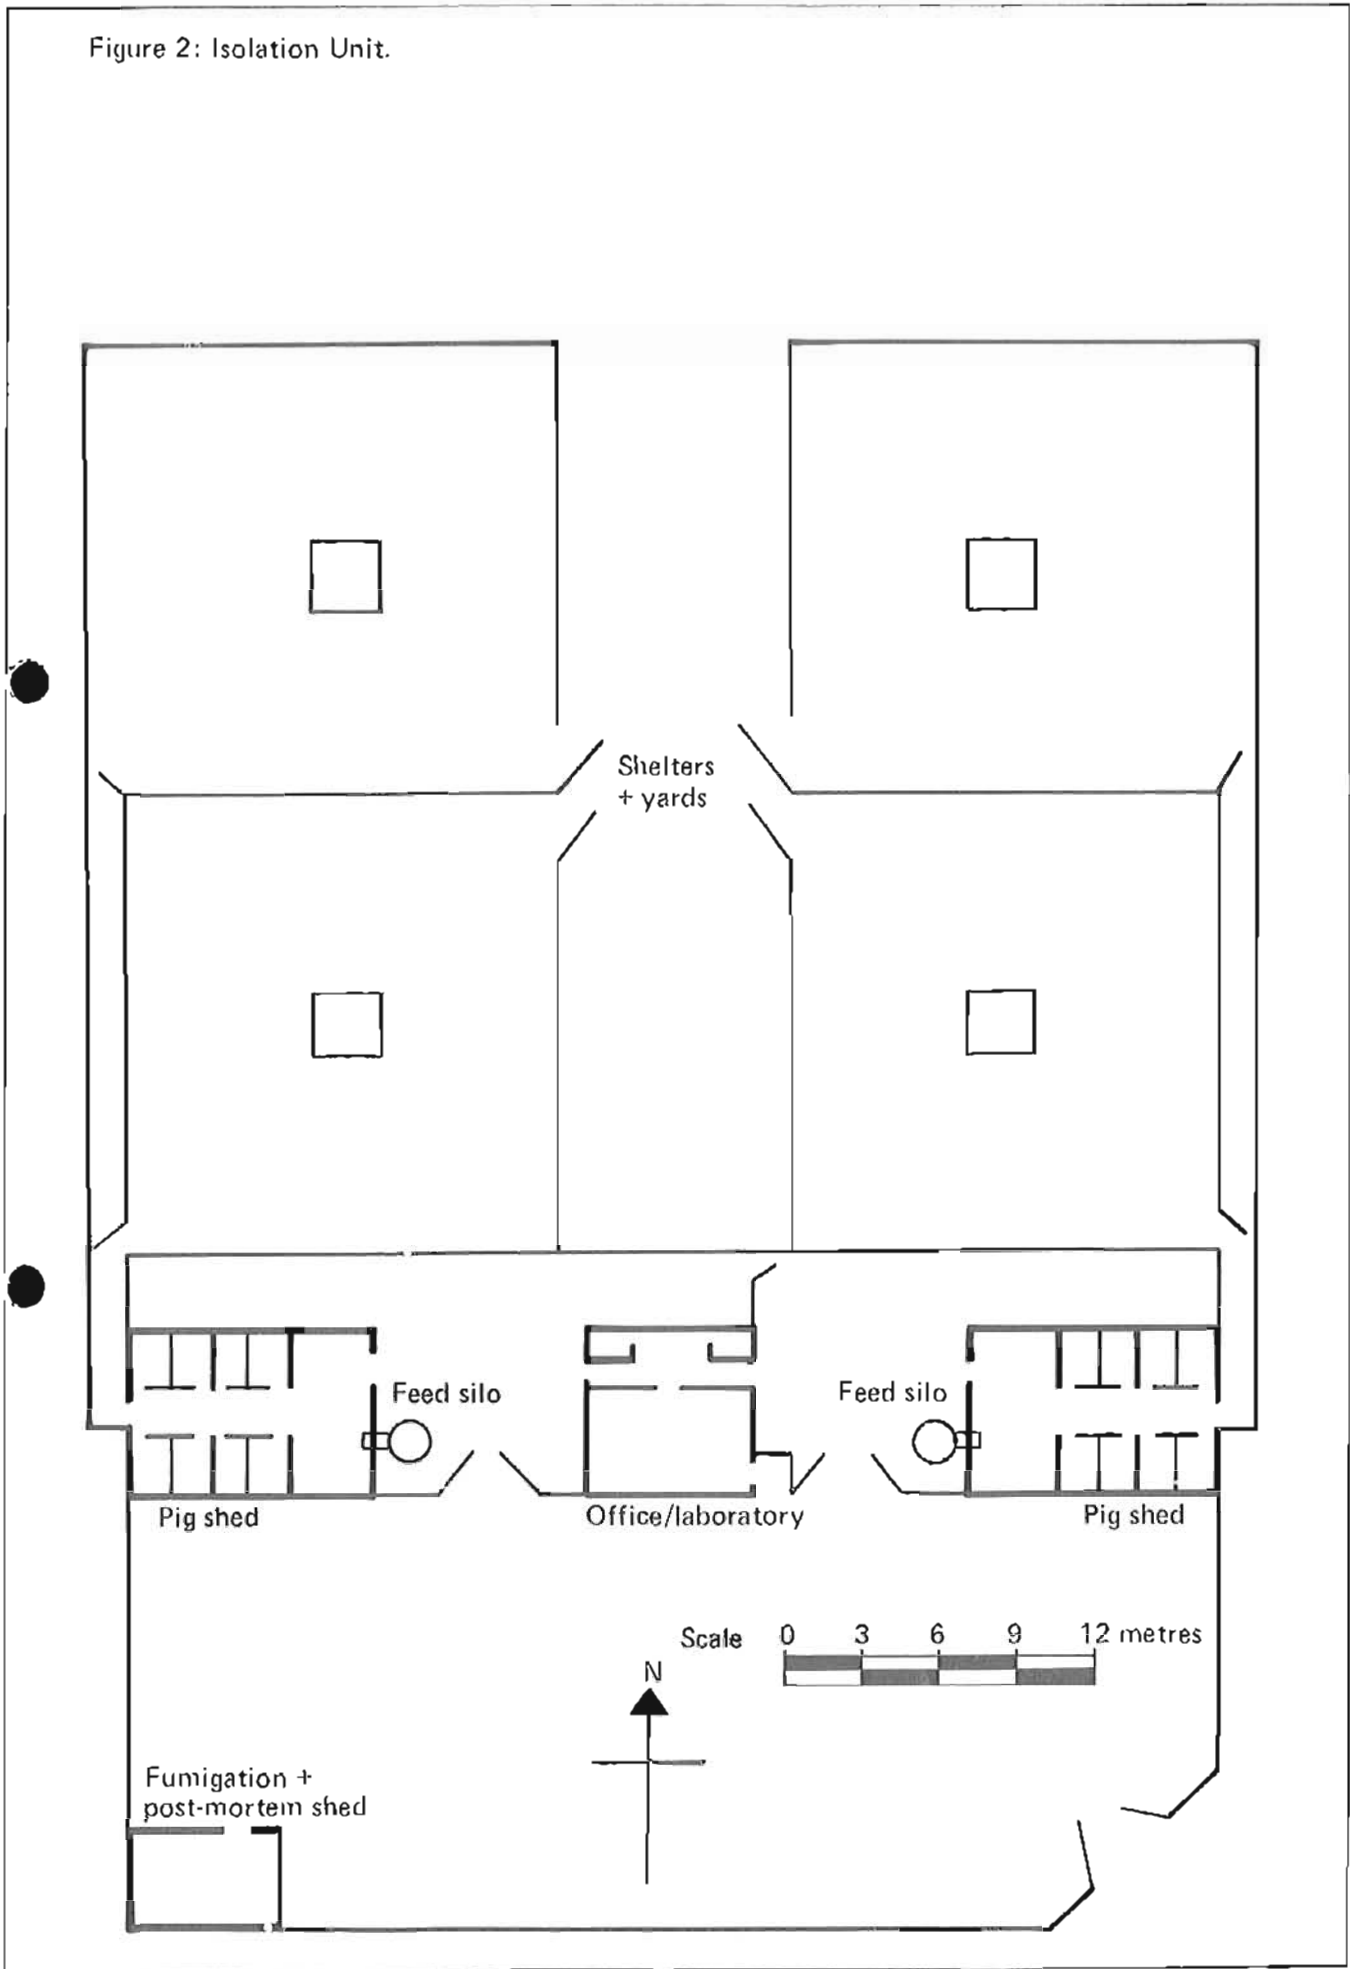 Figure 2: Isolation Unit.
Shelters
+ yards
Feed silo
Feed silo
Pig shed
Office/laboratory
Pig shed
Scale 0 3 6 9 12 metres
N
Fumigation +
post-mortem shed